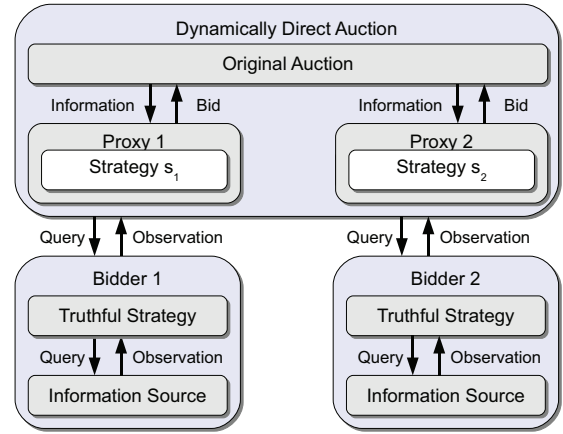 Dynamically Direct Auction
Original Auction
Information Bid Information Bid
Proxy 1 Proxy 2
Strategy s1 Strategy s2
Query Observation Query Observation
Bidder 1 Bidder 2
Truthful Strategy Truthful Strategy
Query Observation Query Observation
Information Source Information Source